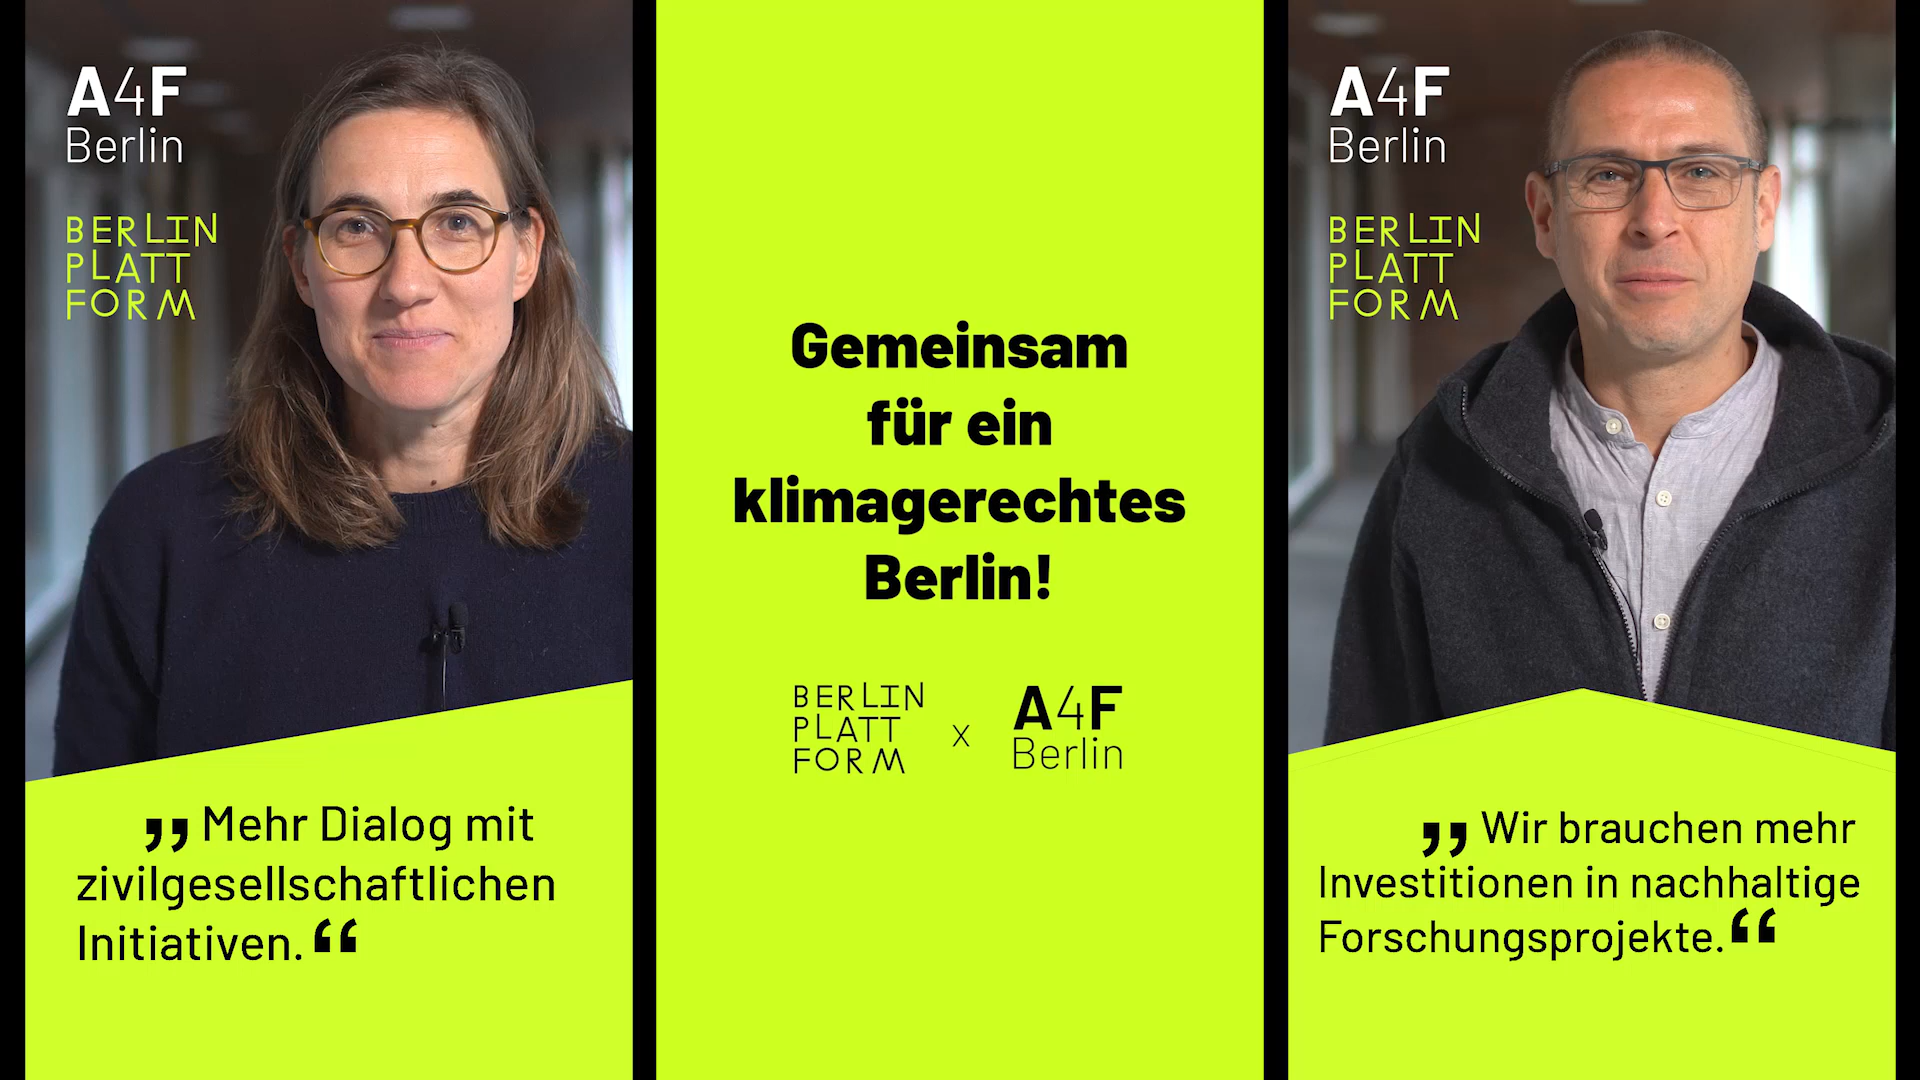 A4F
Berlin
BERLIN
PLATT
FORM
„Mehr Dialog mit
zivilgesellschaftlichen
Initiativen.“
Gemeinsam
für ein
klimagerechtes
Berlin!
BERLIN
PLATT
FORM
x
A4F
Berlin
A4F
Berlin
BERLIN
PLATT
FORM
„Wir brauchen mehr
Investitionen in nachhaltige
Forschungsprojekte.“